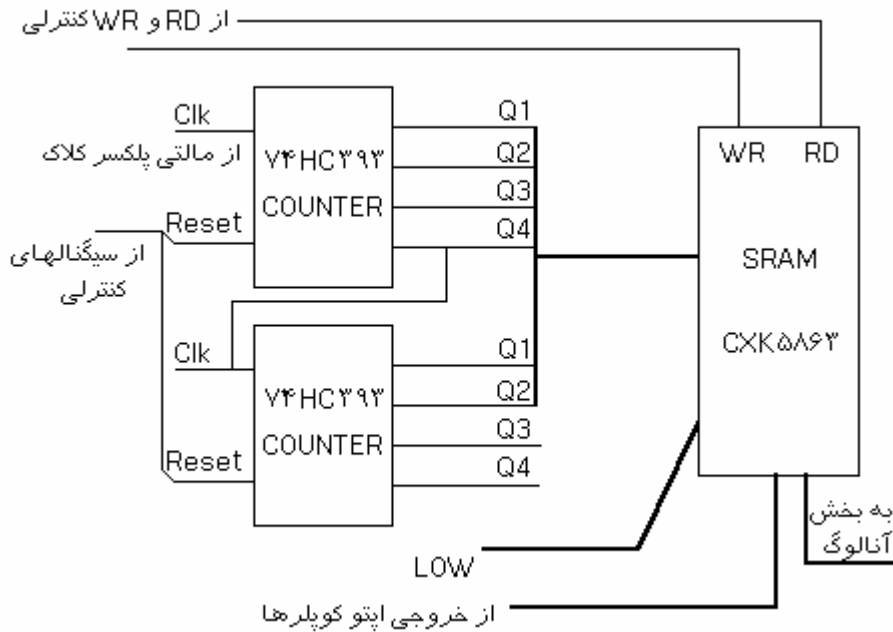 از RD و WR کنترلی
Clk
از مالتی پلکسر کلاک
Reset
۷۴HC۳۹۳
COUNTER
Q1
Q2
Q3
Q4
WR RD
SRAM
CXK۵۸۶۳
از سیگنالهای
کنترلی
Clk
Reset
۷۴HC۳۹۳
COUNTER
Q1
Q2
Q3
Q4
LOW
از خروجی اپتو کوپلرها
به بخش
آنالوگ